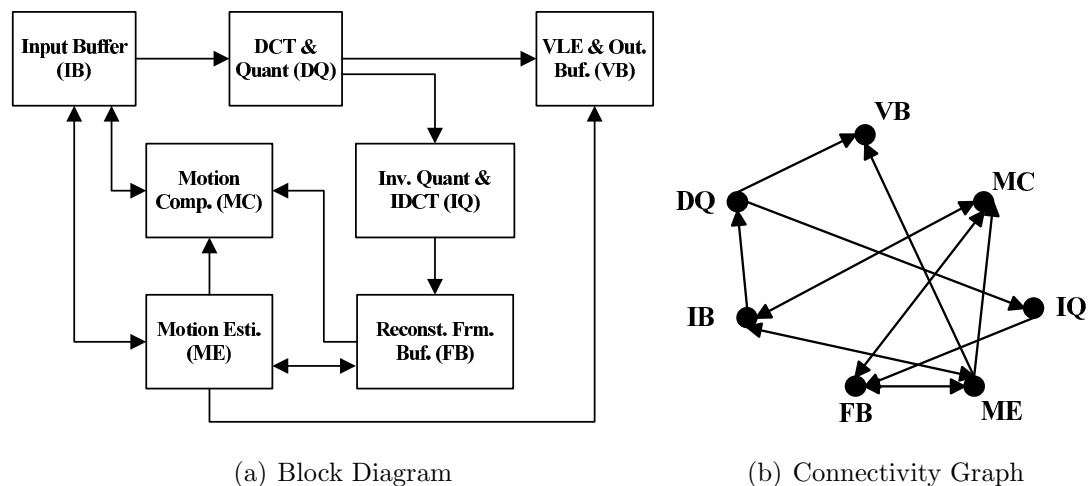 Input Buffer
(IB)
DCT &
Quant (DQ)
VLE & Out.
Buf. (VB)
Motion
Comp. (MC)
Inv. Quant &
IDCT (IQ)
Motion Esti.
(ME)
Reconst. Frm.
Buf. (FB)
(a) Block Diagram
VB
MC
DQ
IQ
IB
FB
ME
(b) Connectivity Graph